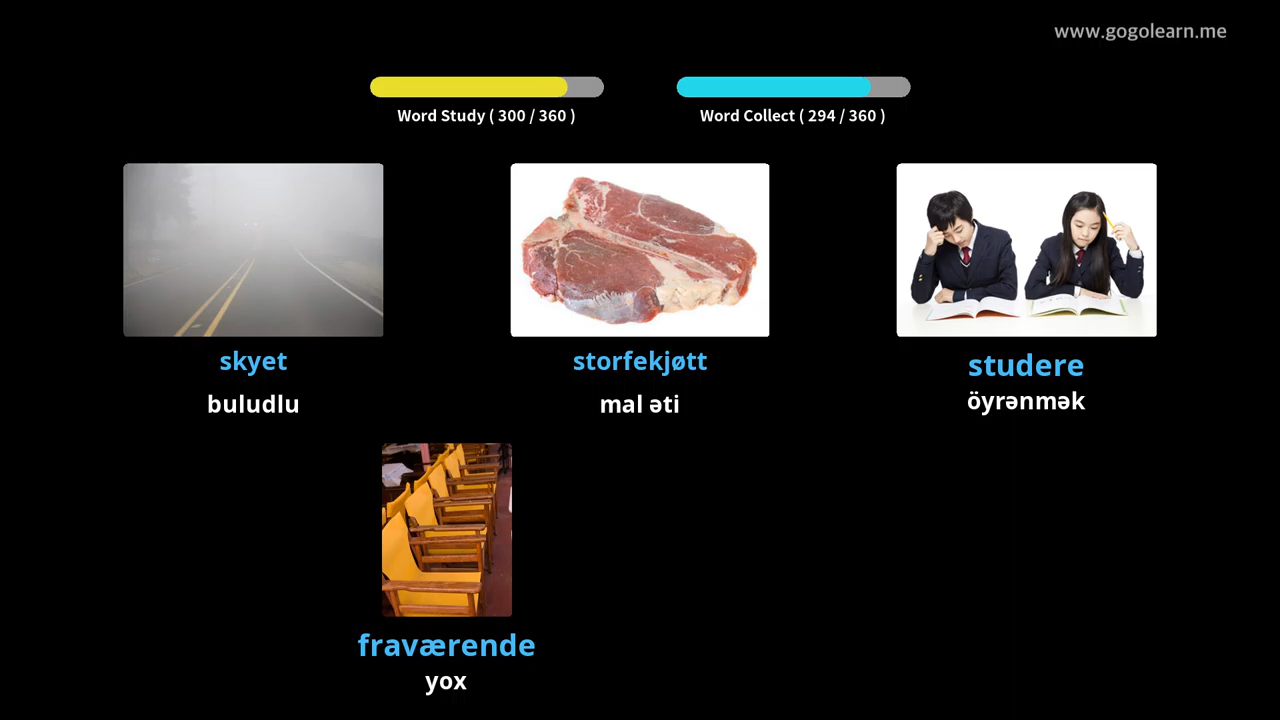 www.gogolearn.me
Word Study ( 300 / 360 )
Word Collect ( 294 / 360 )
skyet
buludlu
storfekjøtt
mal əti
studere
öyrənmək
fraværende
yox